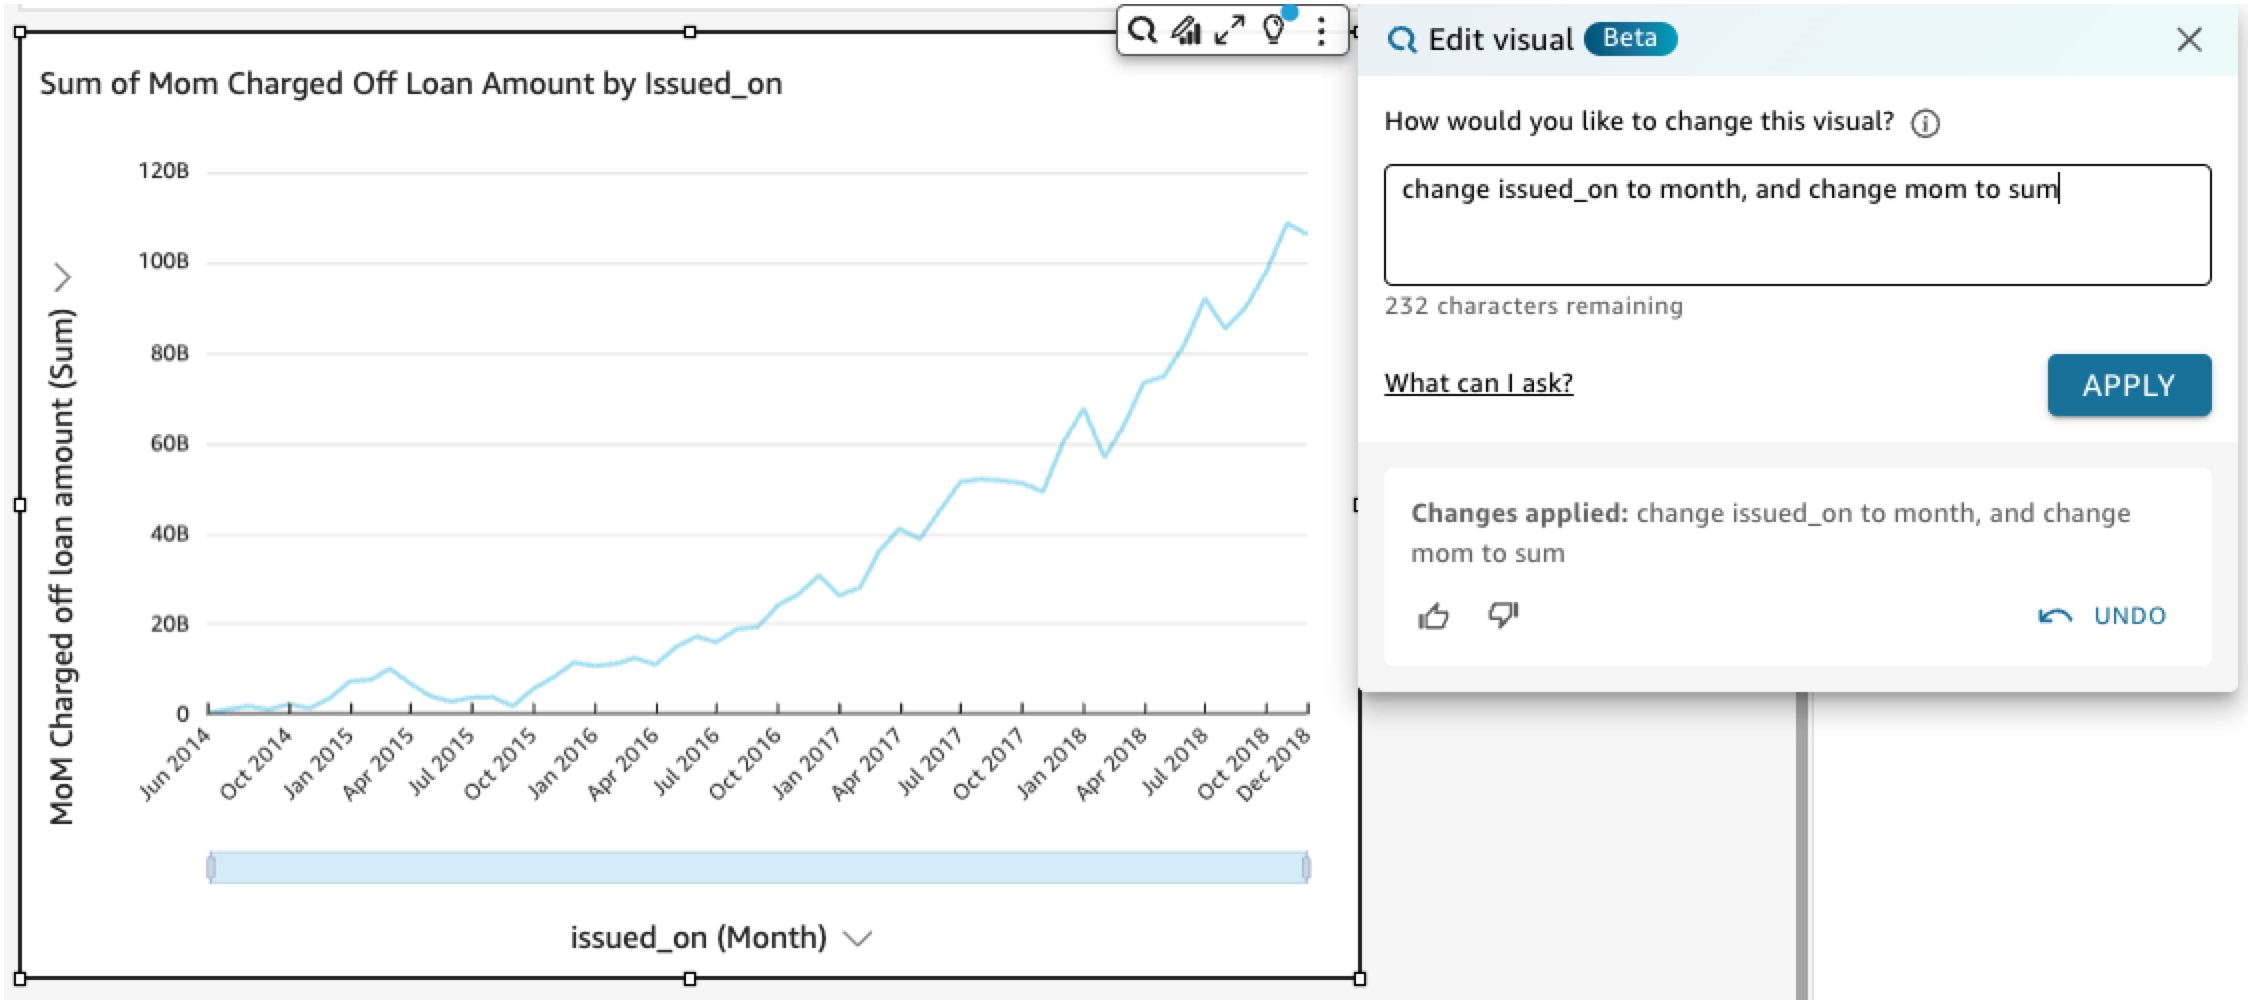 Sum of Mom Charged Off Loan Amount by Issued_on
MoM Charged off loan amount (Sum)
120B
100B
80B
60B
40B
20B
0
Jun 2014
Oct 2014
Jan 2015
Apr 2015
Jul 2015
Oct 2015
Jan 2016
Apr 2016
Jul 2016
Oct 2016
Jan 2017
Apr 2017
Jul 2017
Oct 2017
Jan 2018
Apr 2018
Jul 2018
Oct 2018
Dec 2018
issued_on (Month)
Edit visual Beta
How would you like to change this visual?
change issued_on to month, and change mom to sum
232 characters remaining
What can I ask?
APPLY
Changes applied: change issued_on to month, and change
mom to sum
UNDO